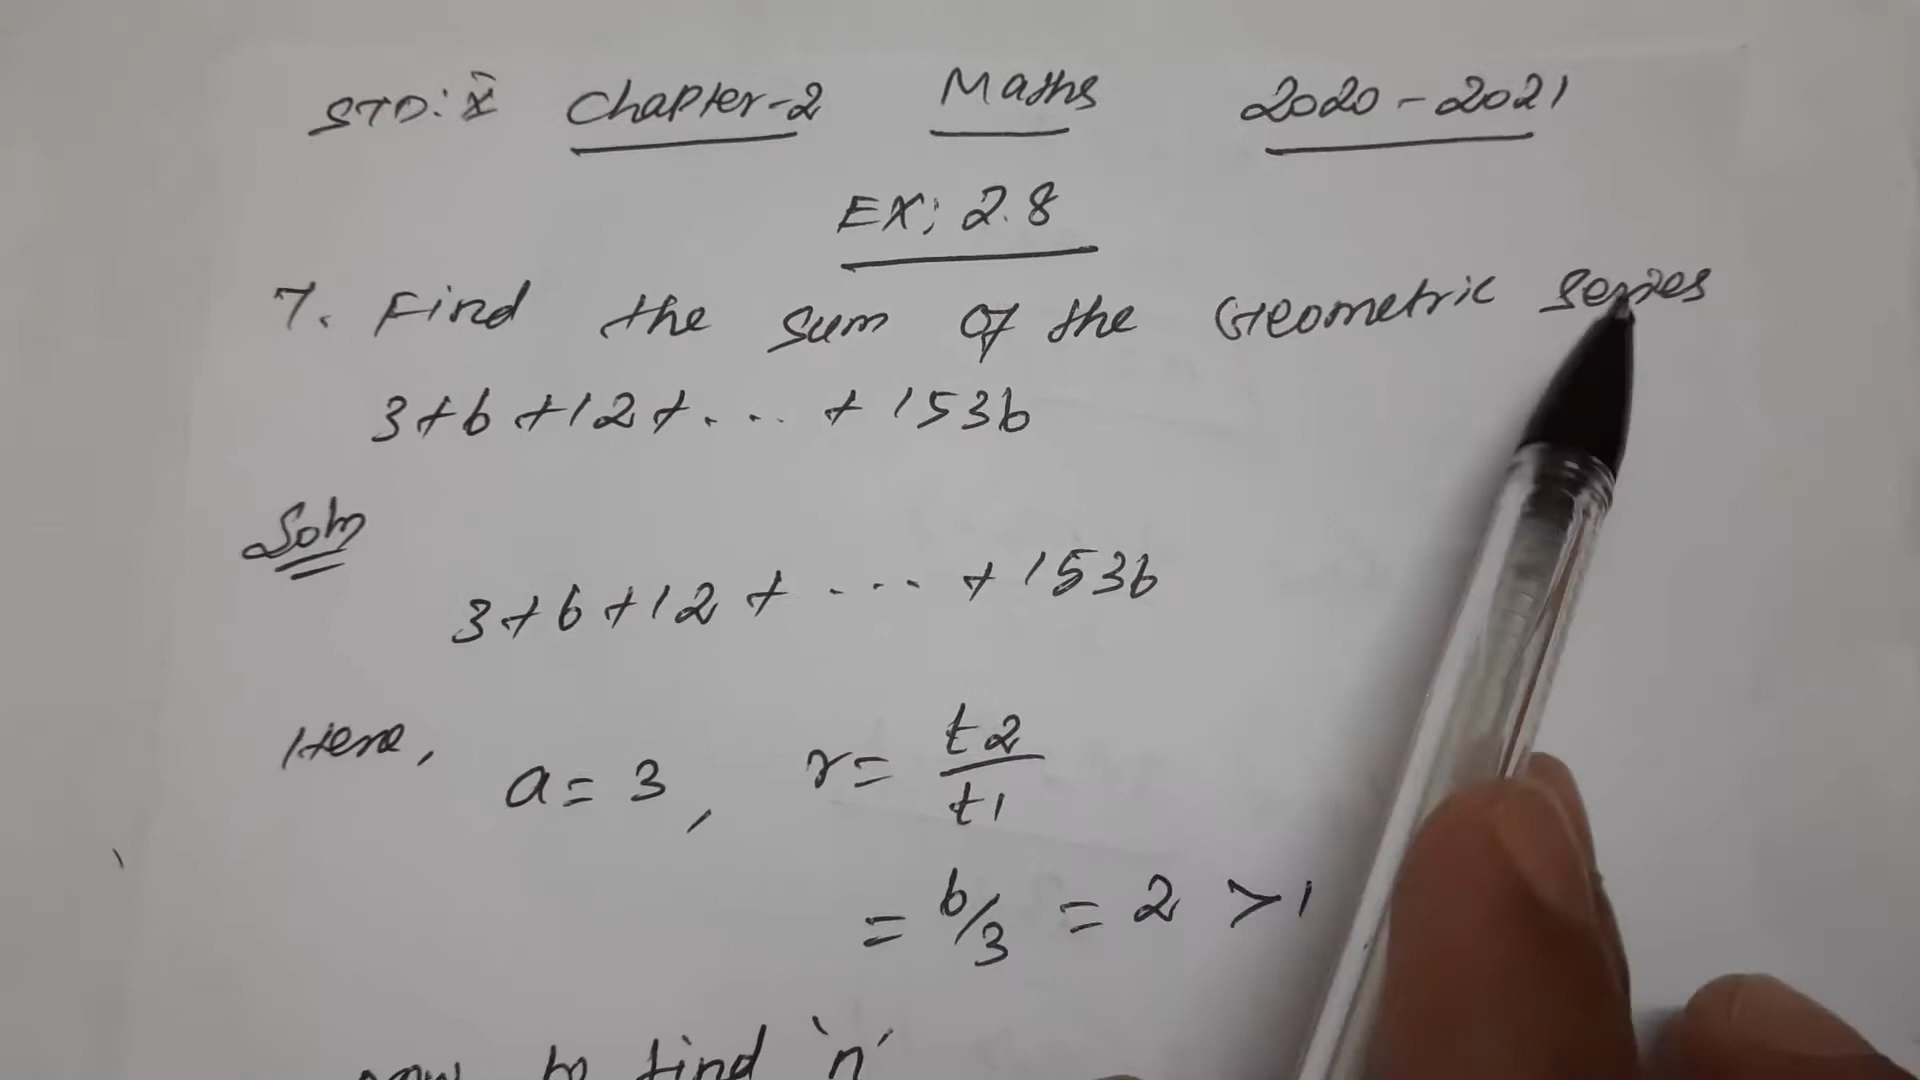 STD: X Chapter-2 Maths 2020-2021
EX; 2.8
7. Find the sum of the Geometric series
3+6+12+... + 1536
Soln
3+6+12+ ... +1536
Here, a=3, r= t2/t1
= 6/3 = 2 >1
now to find 'n'